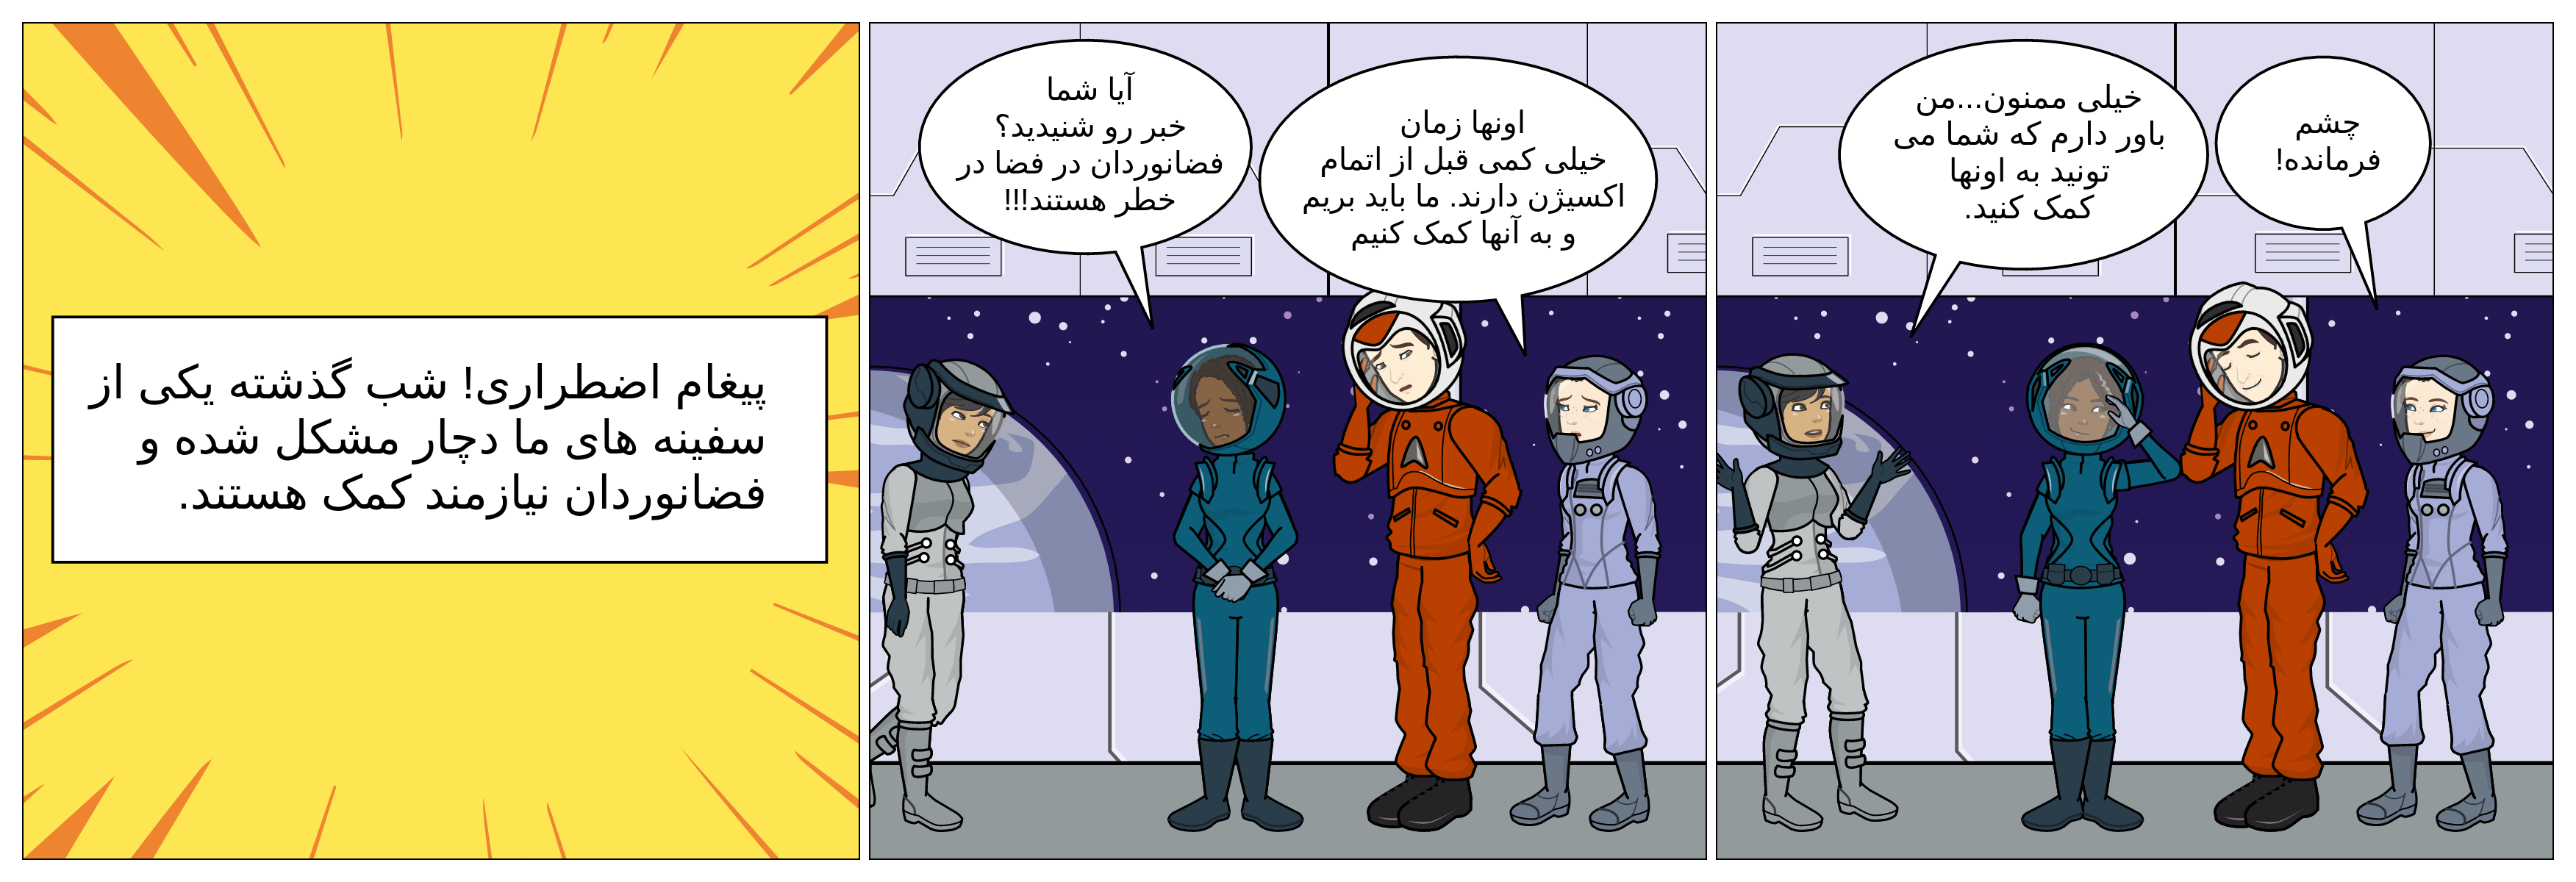 پیغام اضطراری! شب گذشته یکی از
سفینه های ما دچار مشکل شده و
فضانوردان نیازمند کمک هستند.
آیا شما
خبر رو شنیدید؟
فضانوردان در فضا در
خطر هستند!!!
اونها زمان
خیلی کمی قبل از اتمام
اکسیژن دارند. ما باید بریم
و به آنها کمک کنیم
خیلی ممنون...من
باور دارم که شما می
تونید به اونها
کمک کنید.
چشم
فرمانده!